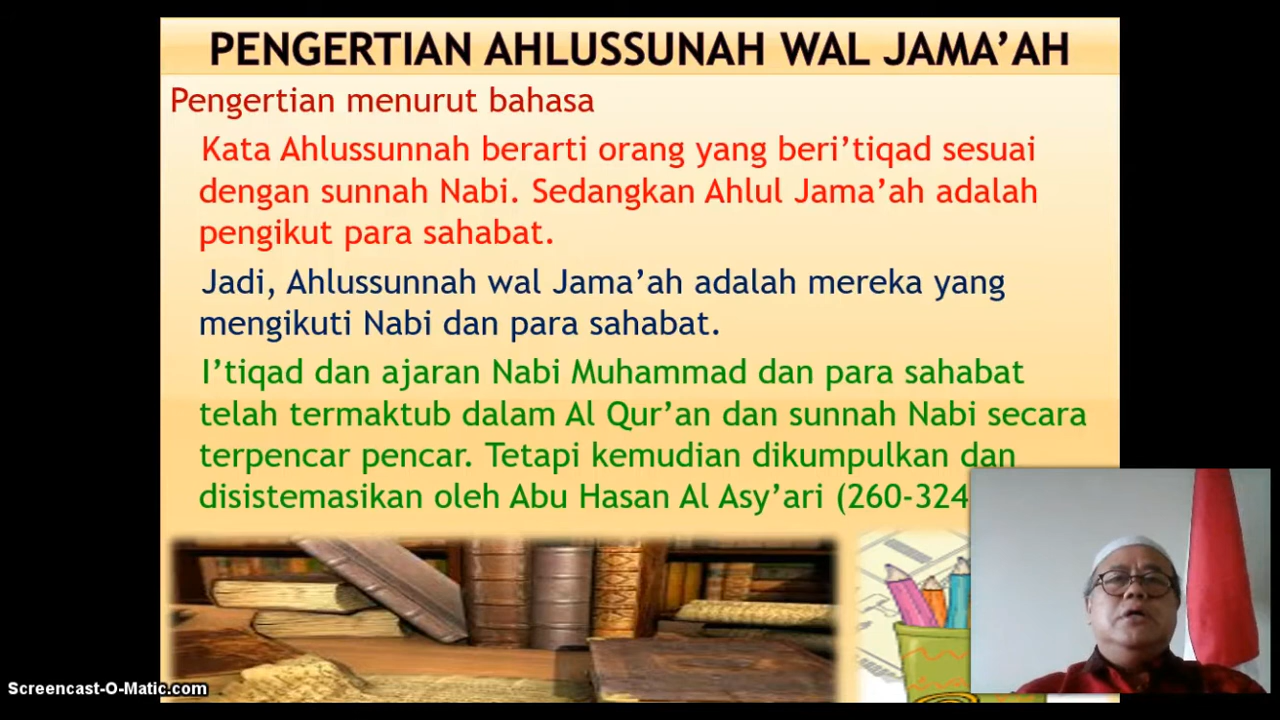 PENGERTIAN AHLUSSUNAH WAL JAMA’AH
Pengertian menurut bahasa
Kata Ahlussunnah berarti orang yang beri’tiqad sesuai
dengan sunnah Nabi. Sedangkan Ahlul Jama’ah adalah
pengikut para sahabat.
Jadi, Ahlussunnah wal Jama’ah adalah mereka yang
mengikuti Nabi dan para sahabat.
I’tiqad dan ajaran Nabi Muhammad dan para sahabat
telah termaktub dalam Al Qur’an dan sunnah Nabi secara
terpencar pencar. Tetapi kemudian dikumpulkan dan
disistemasikan oleh Abu Hasan Al Asy’ari (260-324
Screencast-O-Matic.com